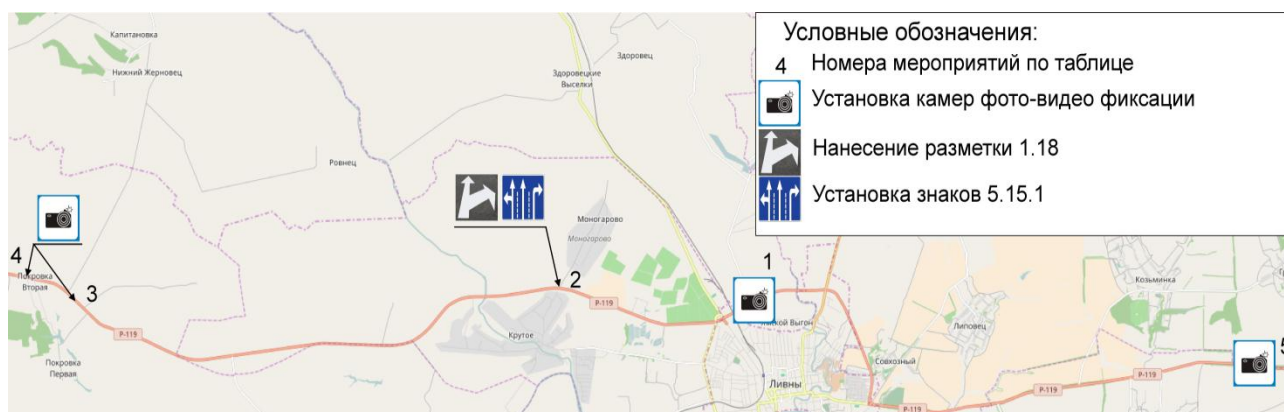 Условные обозначения:
4 Номера мероприятий по таблице
Установка камер фото-видео фиксации
Нанесение разметки 1.18
Установка знаков 5.15.1
Капитановка
Нижний Жерновец
Здоровец
Здоровецкие
Выселки
Ровнец
Моногарово
Моногарово
4
Покровка
Вторая
3
Р-119
Покровка
Первая
2
Р-119
Крутое
1
Выгон
Ливны
Липовец
Совхозный
Козьминка
Р-119
Р-119
Р-119
5